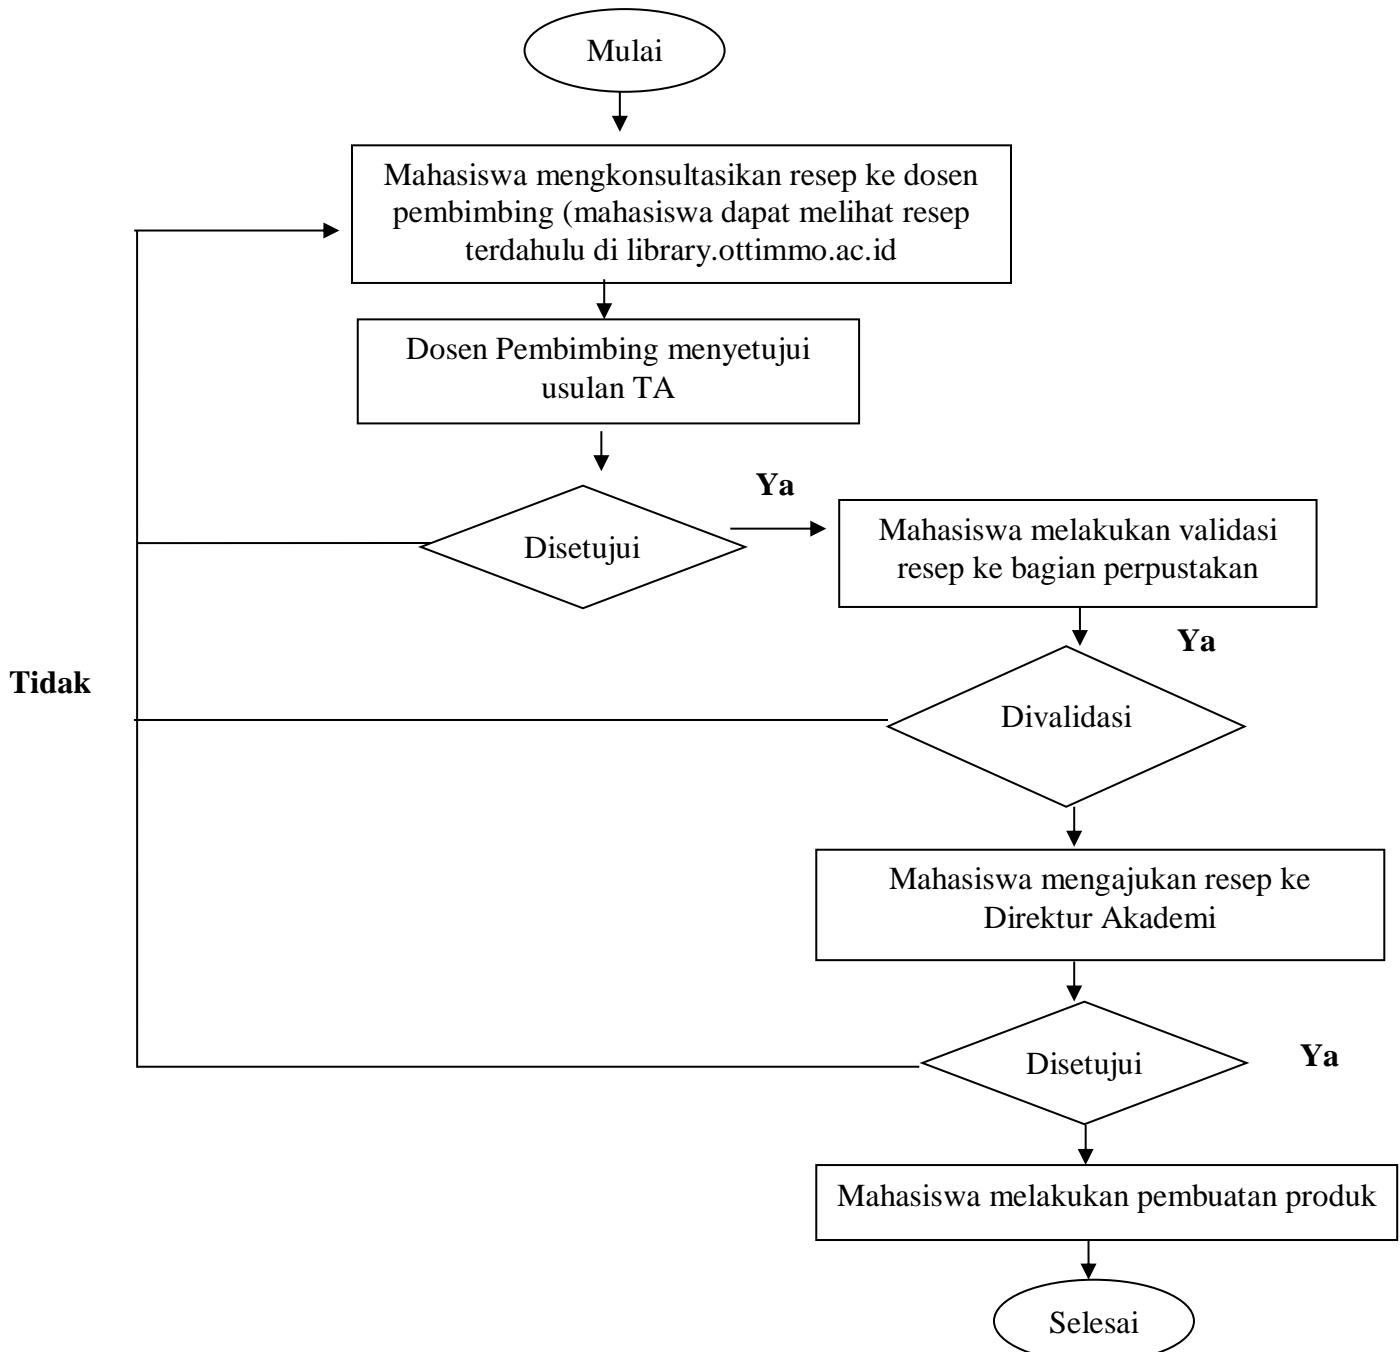 Mulai
Mahasiswa mengkonsultasikan resep ke dosen
pembimbing (mahasiswa dapat melihat resep
terdahulu di library.ottimmo.ac.id
Dosen Pembimbing menyetujui
usulan TA
Disetujui
Ya
Mahasiswa melakukan validasi
resep ke bagian perpustakan
Ya
Tidak
Divalidasi
Mahasiswa mengajukan resep ke
Direktur Akademi
Disetujui
Ya
Mahasiswa melakukan pembuatan produk
Selesai